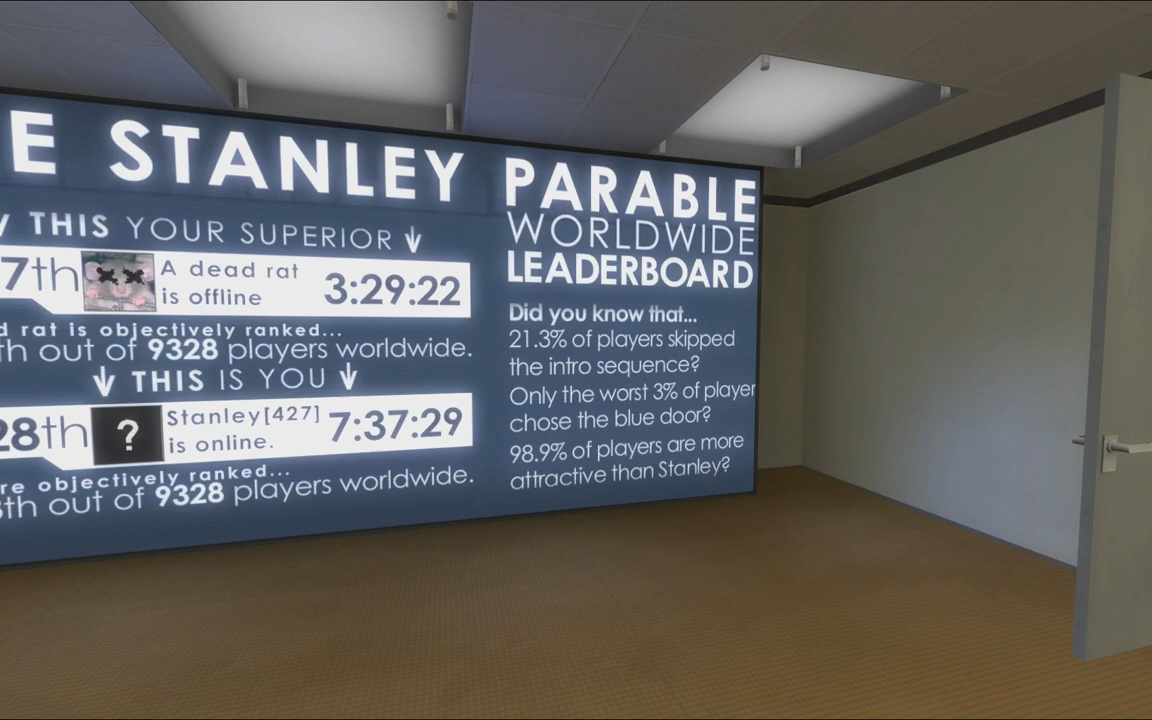 E STANLEY PARABLE
THIS YOUR SUPERIOR ↓
7th A dead rat
is offline
3:29:22
d rat is objectively ranked...
th out of 9328 players worldwide.
↓ THIS IS YOU ↓
28th Stanley[427]
is online.
7:37:29
re objectively ranked...
th out of 9328 players worldwide.
WORLDWIDE
LEADERBOARD
Did you know that...
21.3% of players skipped
the intro sequence?
Only the worst 3% of player
chose the blue door?
98.9% of players are more
attractive than Stanley?